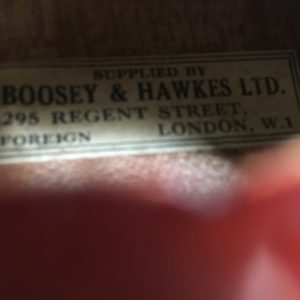 SUPPLIED BY
BOOSEY & HAWKES LTD.
295 REGENT STREET,
FOREIGN LONDON, W.1.